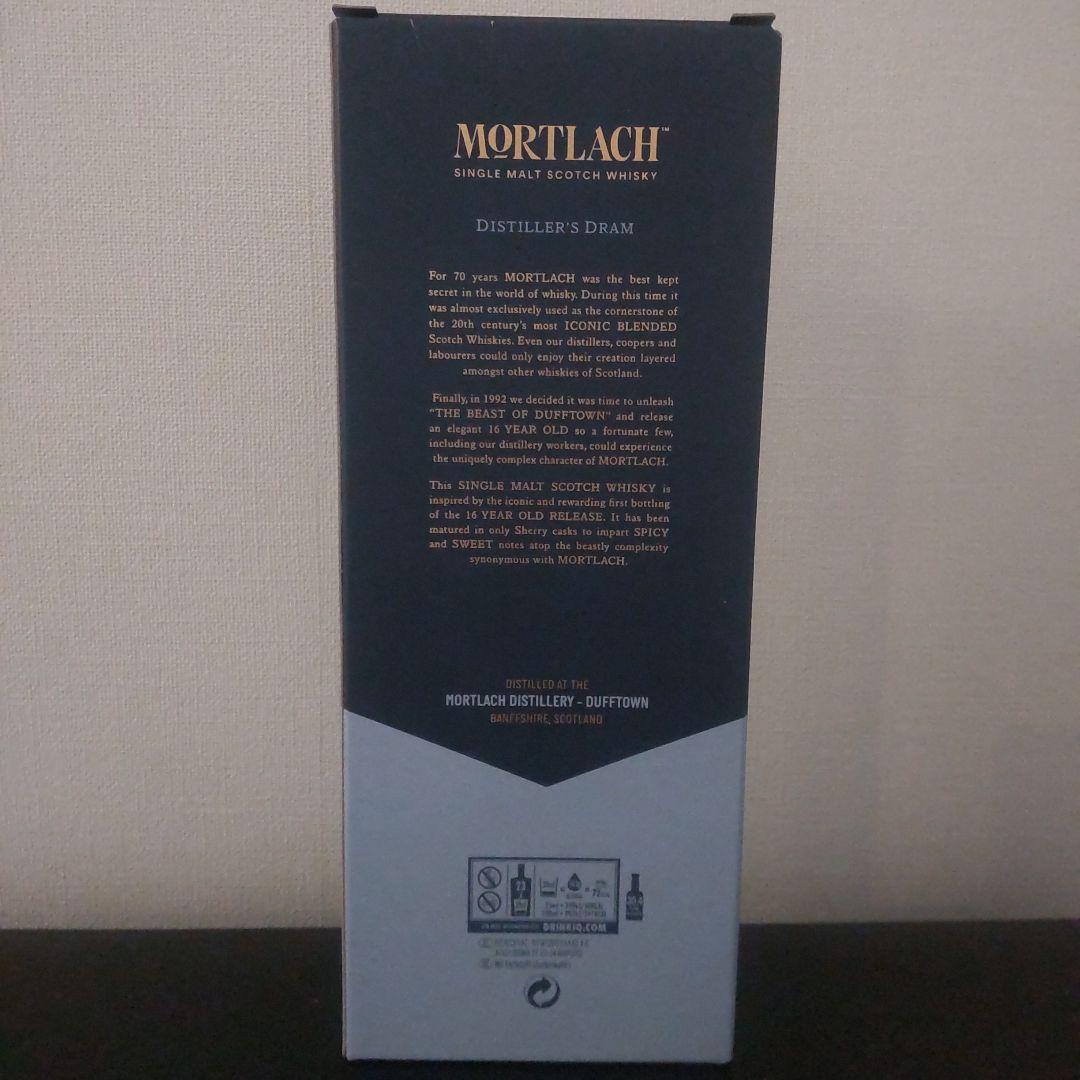 MORTLACH™
SINGLE MALT SCOTCH WHISKY
DISTILLER'S DRAM
For 70 years MORTLACH was the best kept
secret in the world of whisky. During this time it
was almost exclusively used as the cornerstone of
the 20th century's most ICONIC BLENDED
Scotch Whiskies. Even our distillers, coopers and
labourers could only enjoy their creation layered
amongst other whiskies of Scotland.
Finally, in 1992 we decided it was time to unleash
"THE BEAST OF DUFFTOWN" and release
an elegant 16 YEAR OLD so a fortunate few,
including our distillery workers, could experience
the uniquely complex character of MORTLACH.
This SINGLE MALT SCOTCH WHISKY is
inspired by the iconic and rewarding first bottling
of the 16 YEAR OLD RELEASE. It has been
matured in only Sherry casks to impart SPICY
and SWEET notes atop the beastly complexity
synonymous with MORTLACH.
DISTILLED AT THE
MORTLACH DISTILLERY - DUFFTOWN
BANFFSHIRE, SCOTLAND
23
DRINKIQ.COM